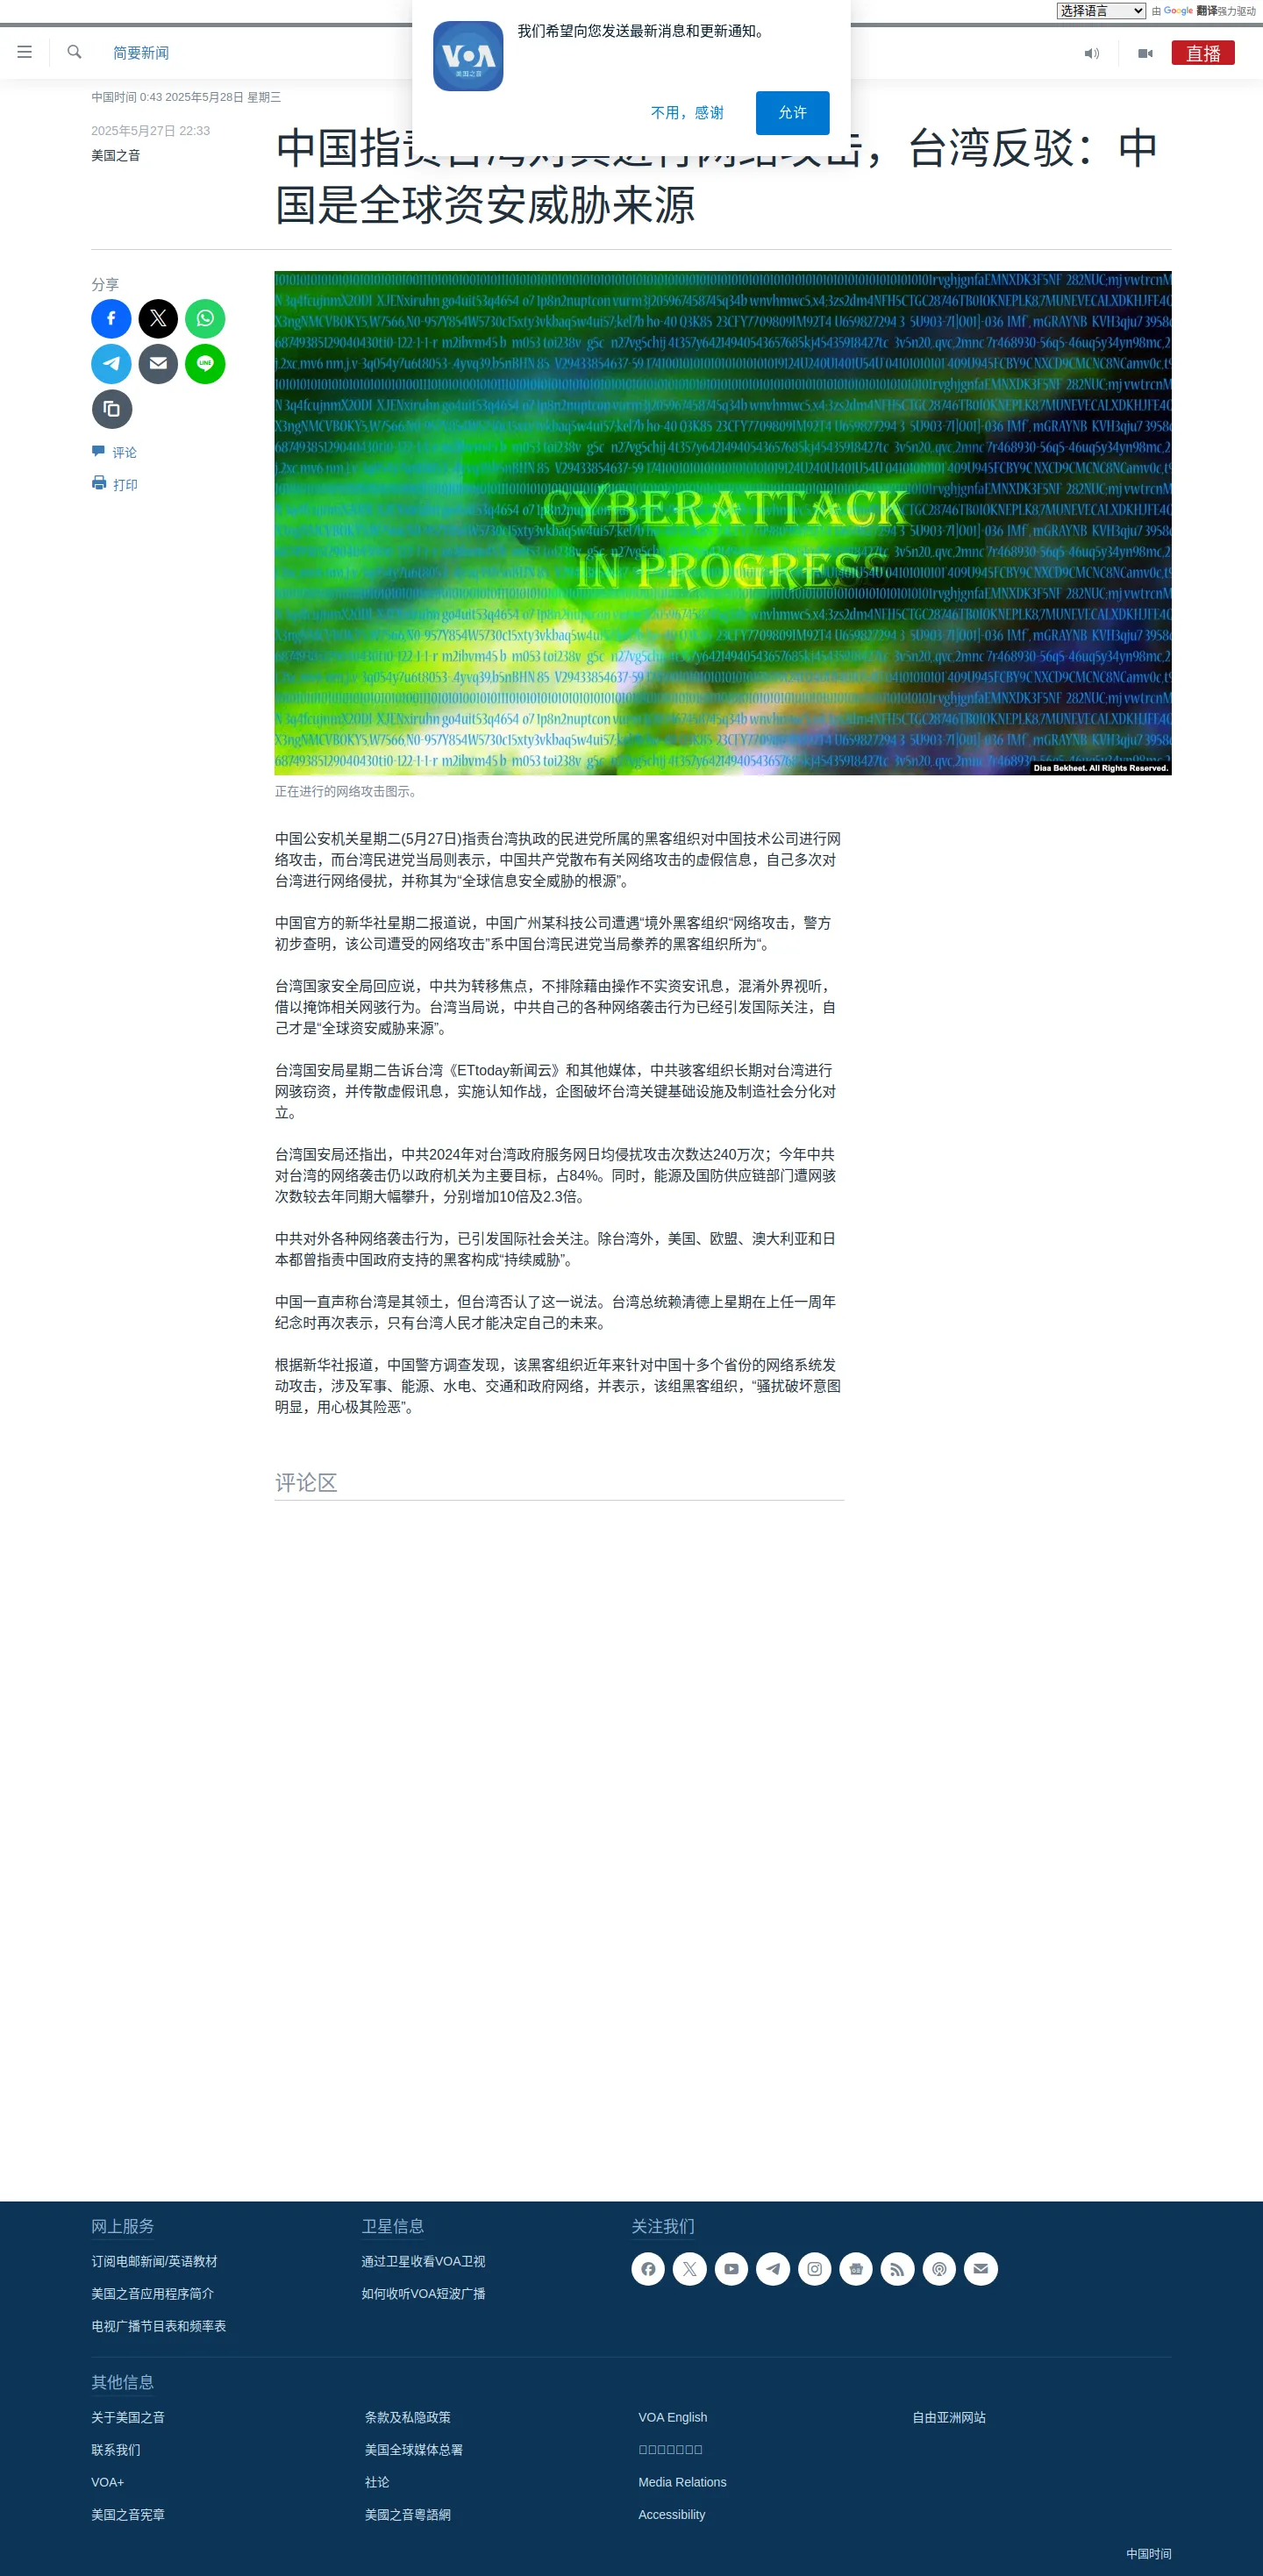 选择语言 由 Google 翻译强力驱动
VOA
美国之音
我们希望向您发送最新消息和更新通知。
不用，感谢 允许
简要新闻
直播
中国时间 0:43 2025年5月28日 星期三
2025年5月27日 22:33
美国之音
中国指
击，台湾反驳：中
国是全球资安威胁来源
分享
评论
打印
CYBERATTACK
IN PROGRESS
Diaa Bekheet. All Rights Reserved.
正在进行的网络攻击图示。
中国公安机关星期二(5月27日)指责台湾执政的民进党所属的黑客组织对中国技术公司进行网
络攻击，而台湾民进党当局则表示，中国共产党散布有关网络攻击的虚假信息，自己多次对
台湾进行网络侵扰，并称其为“全球信息安全威胁的根源”。
中国官方的新华社星期二报道说，中国广州某科技公司遭遇“境外黑客组织“网络攻击，警方
初步查明，该公司遭受的网络攻击”系中国台湾民进党当局豢养的黑客组织所为“。
台湾国家安全局回应说，中共为转移焦点，不排除藉由操作不实资安讯息，混淆外界视听，
借以掩饰相关网骇行为。台湾当局说，中共自己的各种网络袭击行为已经引发国际关注，自
己才是“全球资安威胁来源”。
台湾国安局星期二告诉台湾《ETtoday新闻云》和其他媒体，中共骇客组织长期对台湾进行
网骇窃资，并传散虚假讯息，实施认知作战，企图破坏台湾关键基础设施及制造社会分化对
立。
台湾国安局还指出，中共2024年对台湾政府服务网日均侵扰攻击次数达240万次；今年中共
对台湾的网络袭击仍以政府机关为主要目标，占84%。同时，能源及国防供应链部门遭网骇
次数较去年同期大幅攀升，分别增加10倍及2.3倍。
中共对外各种网络袭击行为，已引发国际社会关注。除台湾外，美国、欧盟、澳大利亚和日
本都曾指责中国政府支持的黑客构成“持续威胁”。
中国一直声称台湾是其领土，但台湾否认了这一说法。台湾总统赖清德上星期在上任一周年
纪念时再次表示，只有台湾人民才能决定自己的未来。
根据新华社报道，中国警方调查发现，该黑客组织近年来针对中国十多个省份的网络系统发
动攻击，涉及军事、能源、水电、交通和政府网络，并表示，该组黑客组织，“骚扰破坏意图
明显，用心极其险恶”。
评论区
网上服务 卫星信息 关注我们
订阅电邮新闻/英语教材 通过卫星收看VOA卫视
美国之音应用程序简介 如何收听VOA短波广播
电视广播节目表和频率表
其他信息
关于美国之音 条款及私隐政策 VOA English 自由亚洲网站
联系我们 美国全球媒体总署
VOA+ 社论 Media Relations
美国之音宪章 美國之音粵語網 Accessibility
中国时间